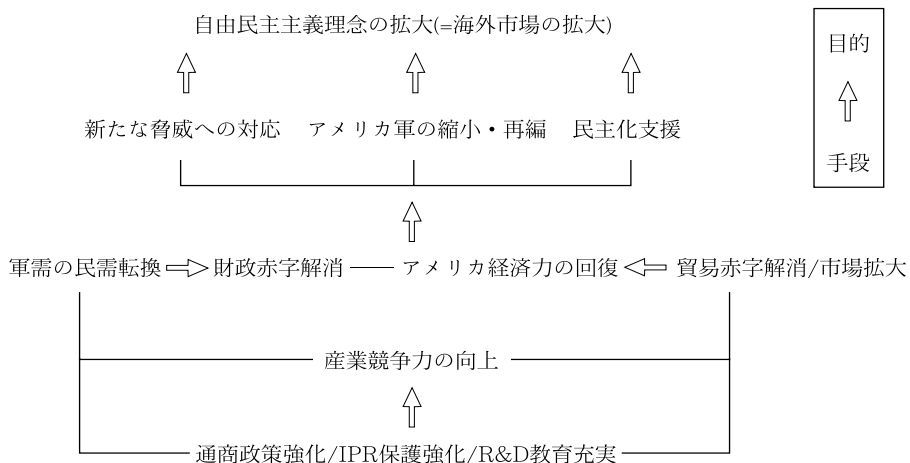 自由民主主義理念の拡大(=海外市場の拡大)
目的
新たな脅威への対応 アメリカ軍の縮小・再編 民主化支援
手段
軍需の民需転換 財政赤字解消 アメリカ経済力の回復 貿易赤字解消/市場拡大
産業競争力の向上
通商政策強化/IPR保護強化/R&D教育充実